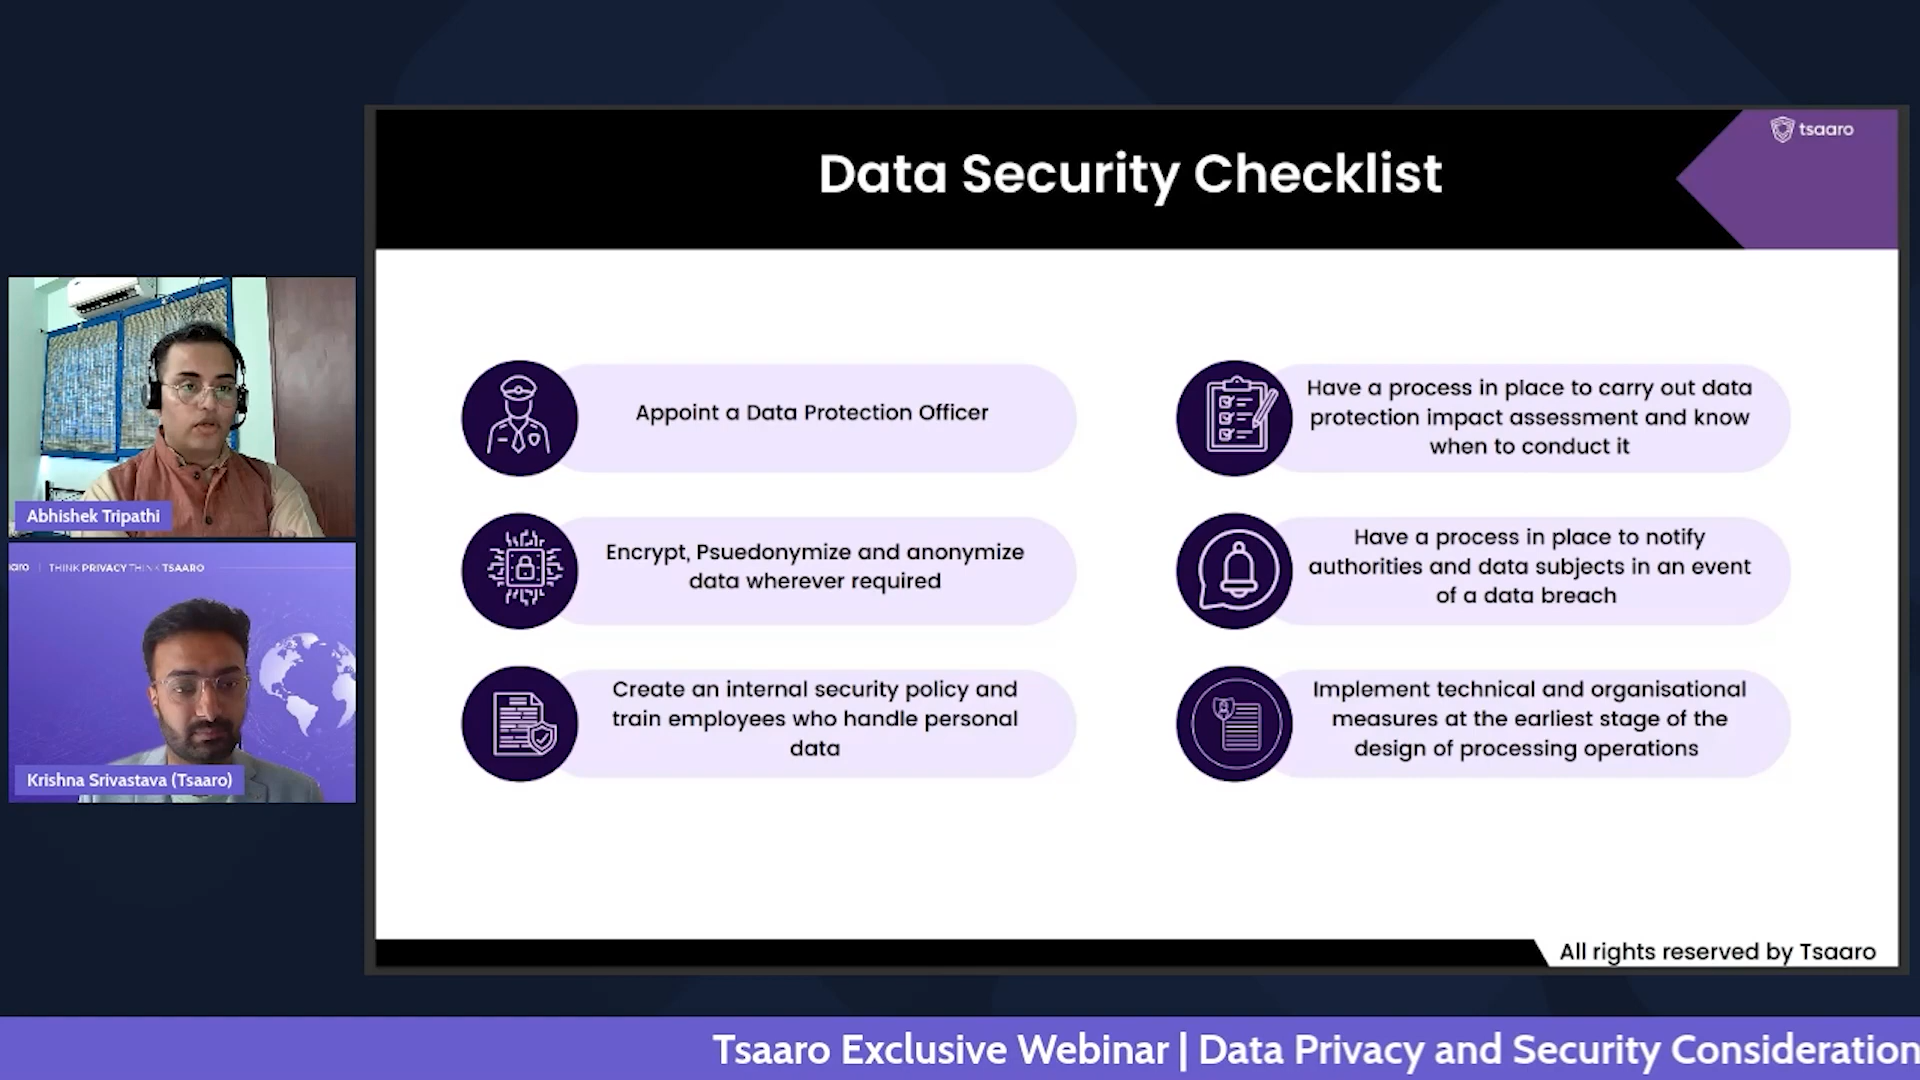 tsaaro
Data Security Checklist
Appoint a Data Protection Officer
Encrypt, Psuedonymize and anonymize
data wherever required
Create an internal security policy and
train employees who handle personal
data
Have a process in place to carry out data
protection impact assessment and know
when to conduct it
Have a process in place to notify
authorities and data subjects in an event
of a data breach
Implement technical and organisational
measures at the earliest stage of the
design of processing operations
All rights reserved by Tsaaro
Abhishek Tripathi
aro | THINK PRIVACY THINK TSAARO
Krishna Srivastava (Tsaaro)
Tsaaro Exclusive Webinar | Data Privacy and Security Consideration